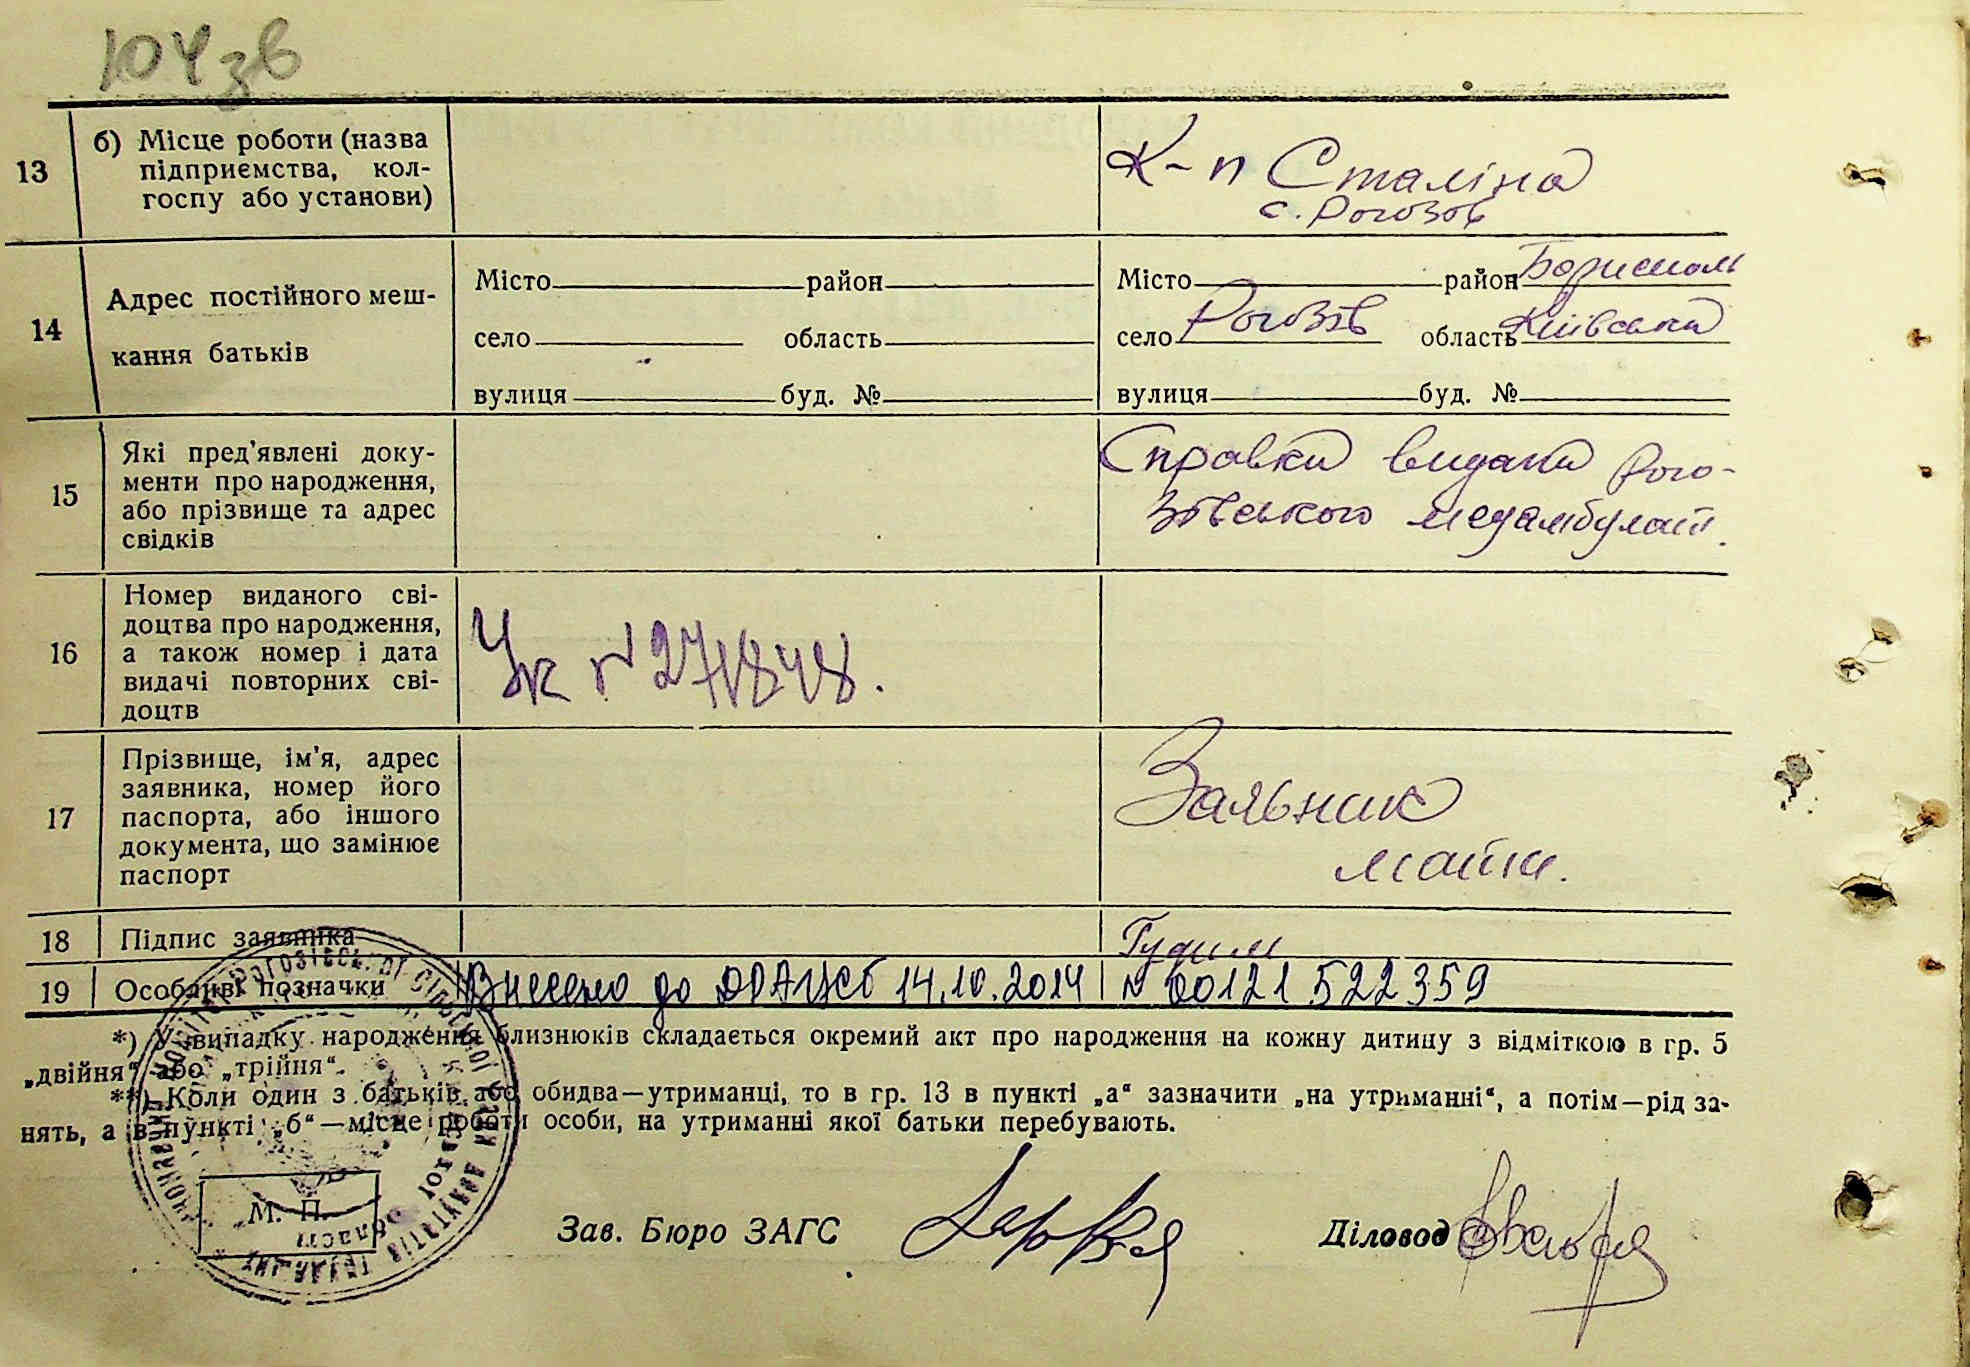 104зв
13
б) Місце роботи (назва
підприємства, кол-
госпу або установи)
К-п Сталіна
с. Рогозов
14
Адрес постійного меш-
кання батьків
Місто район
село область
вулиця буд. №
Місто район Бориспол
село Рогозів область Київська
вулиця буд. №
15
Які пред'явлені доку-
менти про народження,
або прізвище та адрес
свідків
Справка видана Рого-
зівського медамбулат.
16
Номер виданого сві-
доцтва про народження,
а також номер і дата
видачі повторних сві-
доцтв
№
17
Прізвище, ім'я, адрес
заявника, номер його
паспорта, або іншого
документа, що замінює
паспорт
Заявник
мати.
18
Підпис заявника
Гудим
19
Особливі позначки
Внесено до ДРАЦСГ 14.10.2014 № 00121522359
*) У випадку народження близнюків складається окремий акт про народження на кожну дитину з відміткою в гр. 5
„двійня“ або „трійня“.
**) Коли один з батьків або обидва—утриманці, то в гр. 13 в пункті „а“ зазначити „на утриманні“, а потім—рід за-
нять, а в пункті „б“—місце роботи особи, на утриманні якої батьки перебувають.
М. П.
Зав. Бюро ЗАГС
Діловод